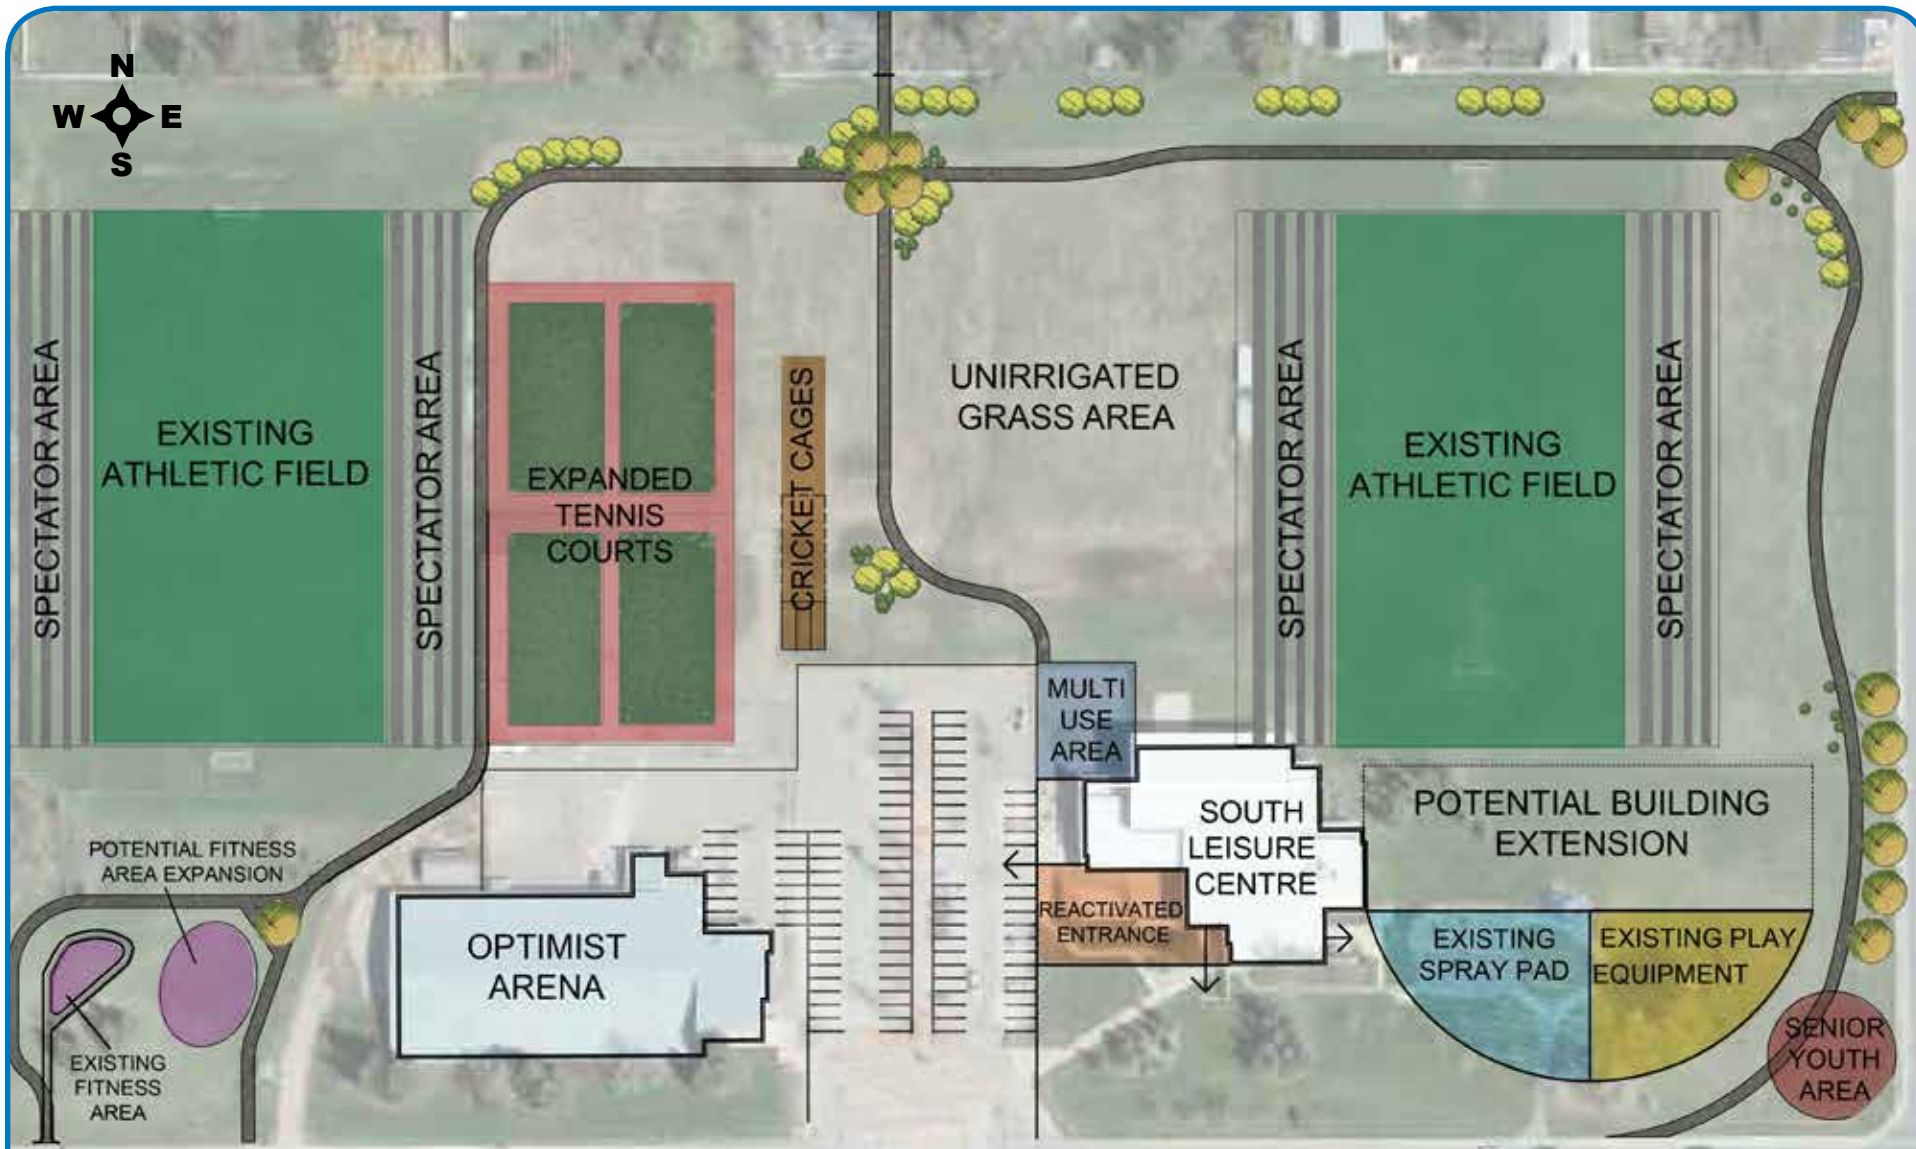 N
W E
S
SPECTATOR AREA
EXISTING
ATHLETIC FIELD
SPECTATOR AREA
EXPANDED
TENNIS
COURTS
CRICKET CAGES
UNIRRIGATED
GRASS AREA
SPECTATOR AREA
EXISTING
ATHLETIC FIELD
SPECTATOR AREA
MULTI
USE
AREA
SOUTH
LEISURE
CENTRE
POTENTIAL BUILDING
EXTENSION
POTENTIAL FITNESS
AREA EXPANSION
OPTIMIST
ARENA
REACTIVATED
ENTRANCE
EXISTING
SPRAY PAD
EXISTING PLAY
EQUIPMENT
EXISTING
FITNESS
AREA
SENIOR
YOUTH
AREA